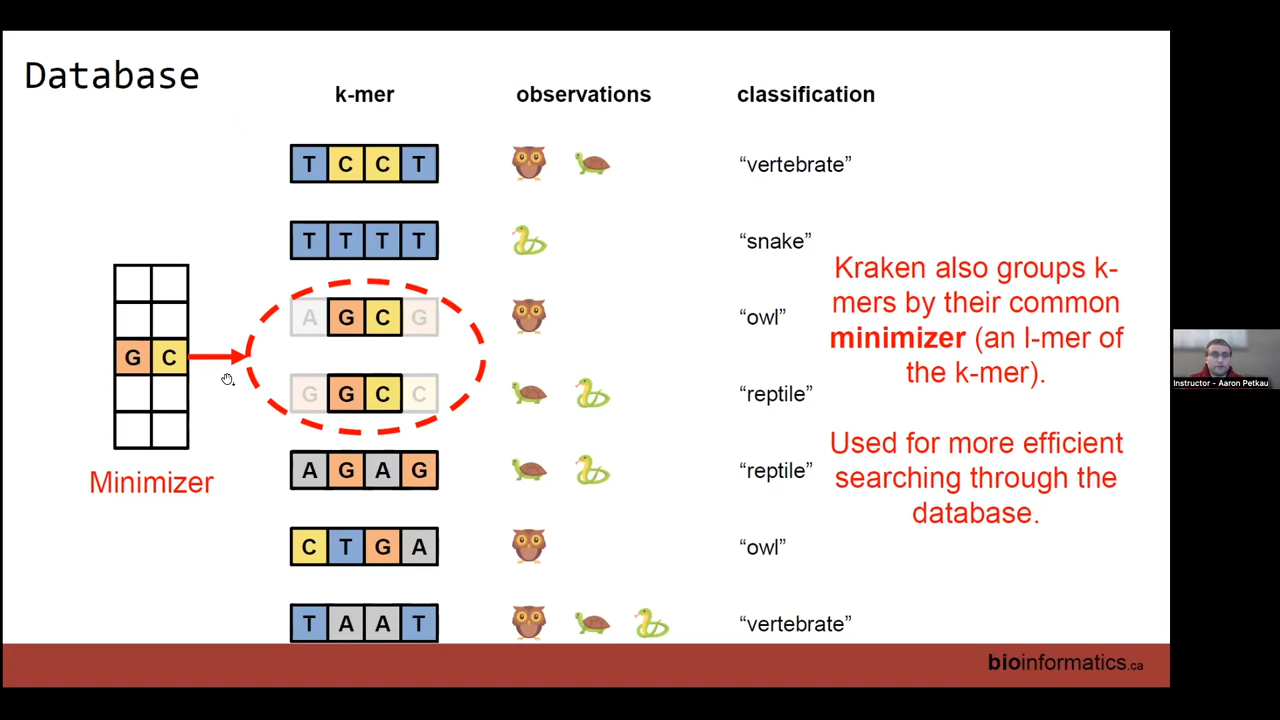 Database
k-mer observations classification
T C C T "vertebrate"
T T T T "snake"
A G C G "owl"
G C
G G C C "reptile"
A G A G "reptile"
C T G A "owl"
T A A T "vertebrate"
Minimizer
Kraken also groups k-
mers by their common
minimizer (an l-mer of
the k-mer).
Used for more efficient
searching through the
database.
bioinformatics.ca
Instructor - Aaron Petkau